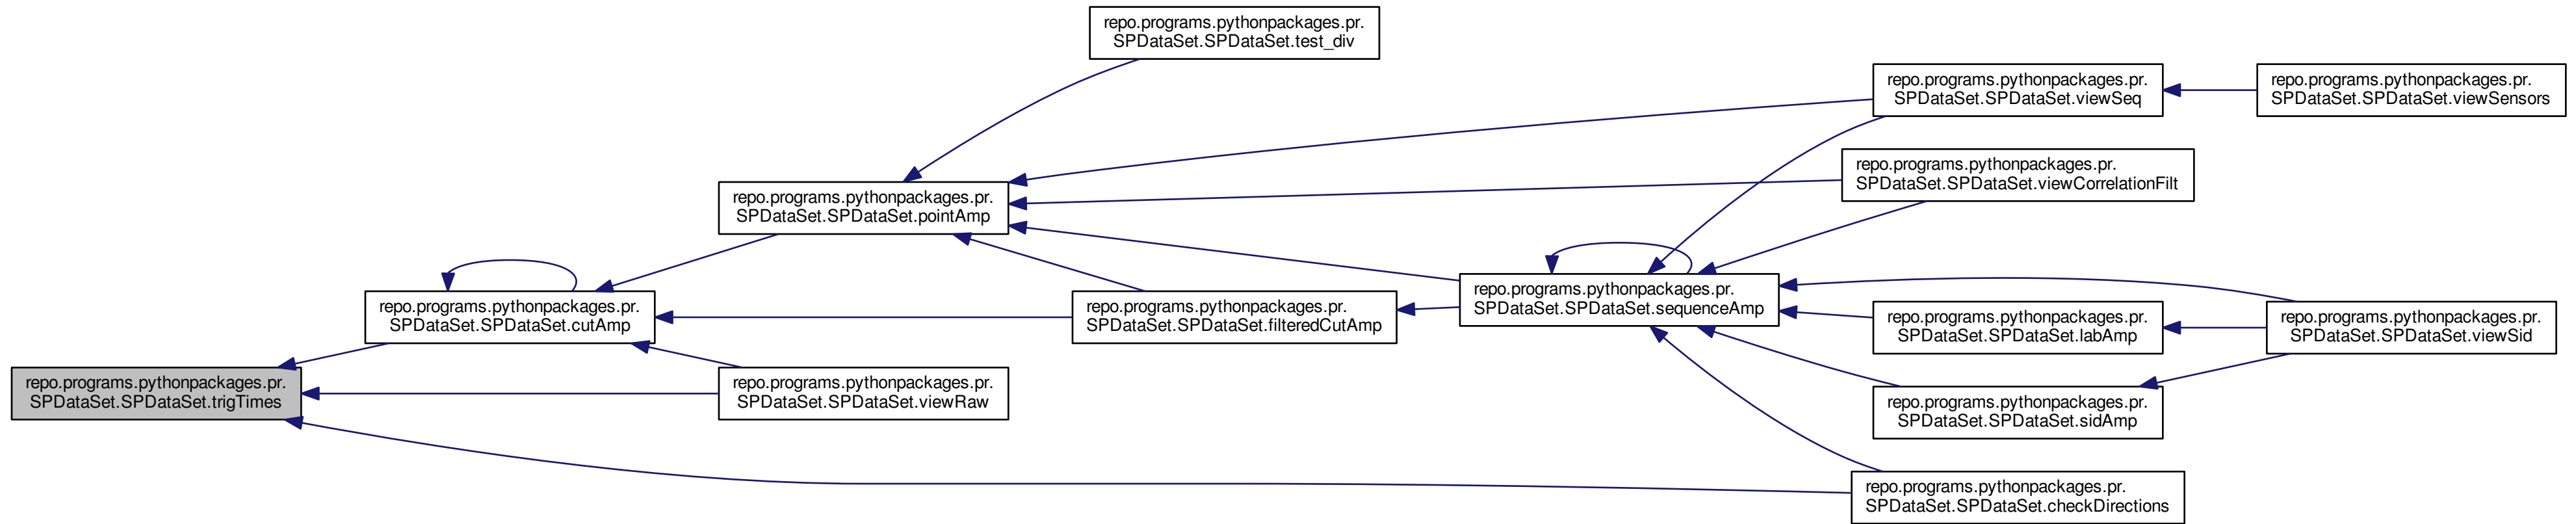 repo.programs.pythonpackages.pr.
SPDataSet.SPDataSet.trigTimes
repo.programs.pythonpackages.pr.
SPDataSet.SPDataSet.cutAmp
repo.programs.pythonpackages.pr.
SPDataSet.SPDataSet.pointAmp
repo.programs.pythonpackages.pr.
SPDataSet.SPDataSet.viewRaw
repo.programs.pythonpackages.pr.
SPDataSet.SPDataSet.test_div
repo.programs.pythonpackages.pr.
SPDataSet.SPDataSet.filteredCutAmp
repo.programs.pythonpackages.pr.
SPDataSet.SPDataSet.sequenceAmp
repo.programs.pythonpackages.pr.
SPDataSet.SPDataSet.viewSeq
repo.programs.pythonpackages.pr.
SPDataSet.SPDataSet.viewCorrelationFilt
repo.programs.pythonpackages.pr.
SPDataSet.SPDataSet.labAmp
repo.programs.pythonpackages.pr.
SPDataSet.SPDataSet.sidAmp
repo.programs.pythonpackages.pr.
SPDataSet.SPDataSet.checkDirections
repo.programs.pythonpackages.pr.
SPDataSet.SPDataSet.viewSensors
repo.programs.pythonpackages.pr.
SPDataSet.SPDataSet.viewSid